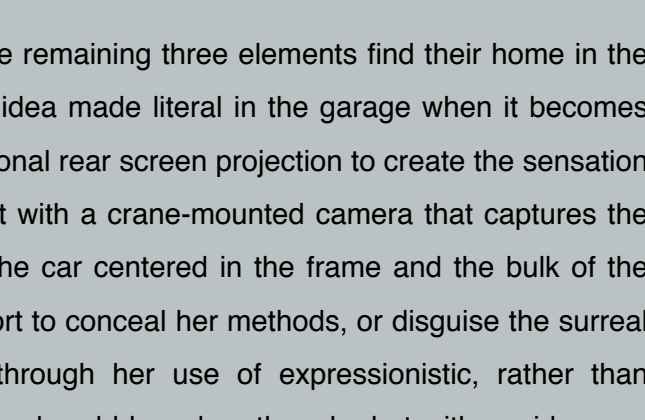 e remaining three elements find their home in the
idea made literal in the garage when it becomes
onal rear screen projection to create the sensation
t with a crane-mounted camera that captures the
he car centered in the frame and the bulk of the
ort to conceal her methods, or disguise the surreal
through her use of expressionistic, rather than